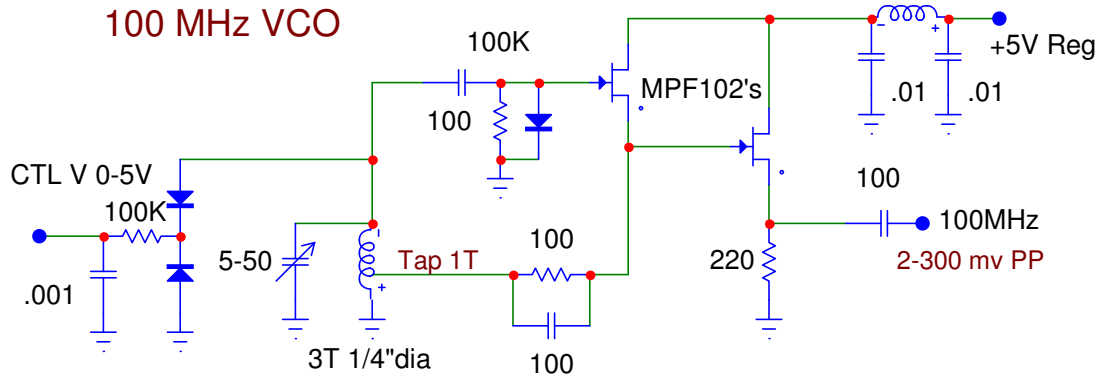 100 MHz VCO
100K
+5V Reg
MPF102's
.01
.01
100
CTL V 0-5V
100K
100
100MHz
5-50
Tap 1T
100
220
2-300 mv PP
.001
3T 1/4"dia
100